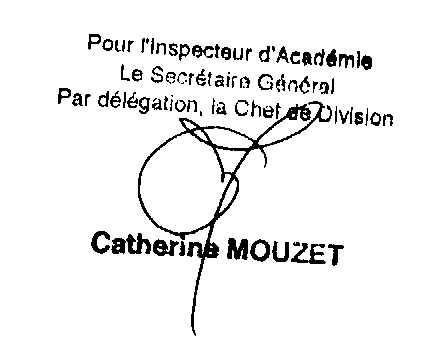 Pour l'Inspecteur d'Académie
Le Secrétaire Général
Par délégation, la Chef de Division
Catherine MOUZET